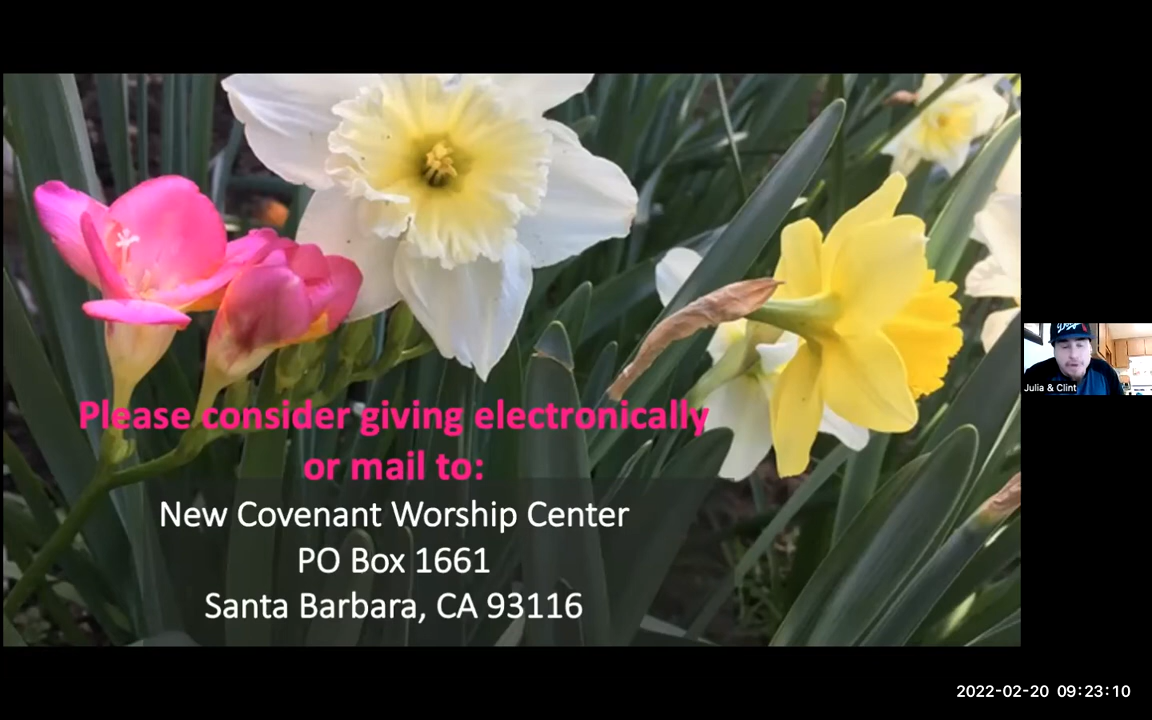 Please consider giving electronically
or mail to:
New Covenant Worship Center
PO Box 1661
Santa Barbara, CA 93116
Julia & Clint
2022-02-20 09:23:10